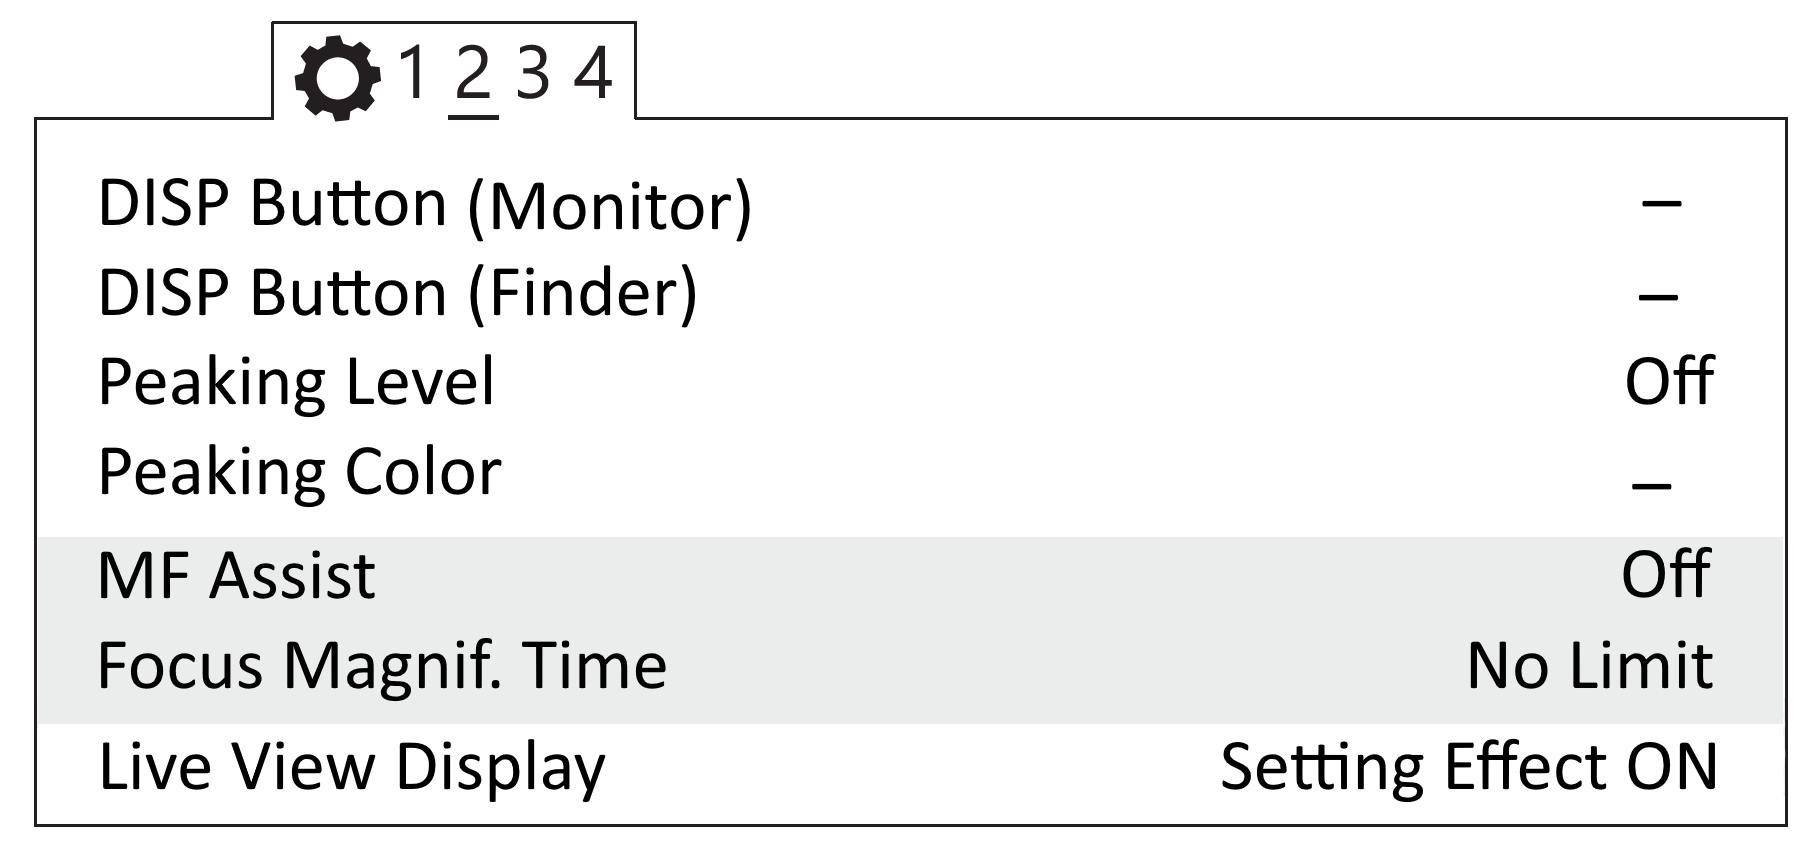 1 2 3 4
DISP Button (Monitor) –
DISP Button (Finder) –
Peaking Level Off
Peaking Color –
MF Assist Off
Focus Magnif. Time No Limit
Live View Display Setting Effect ON